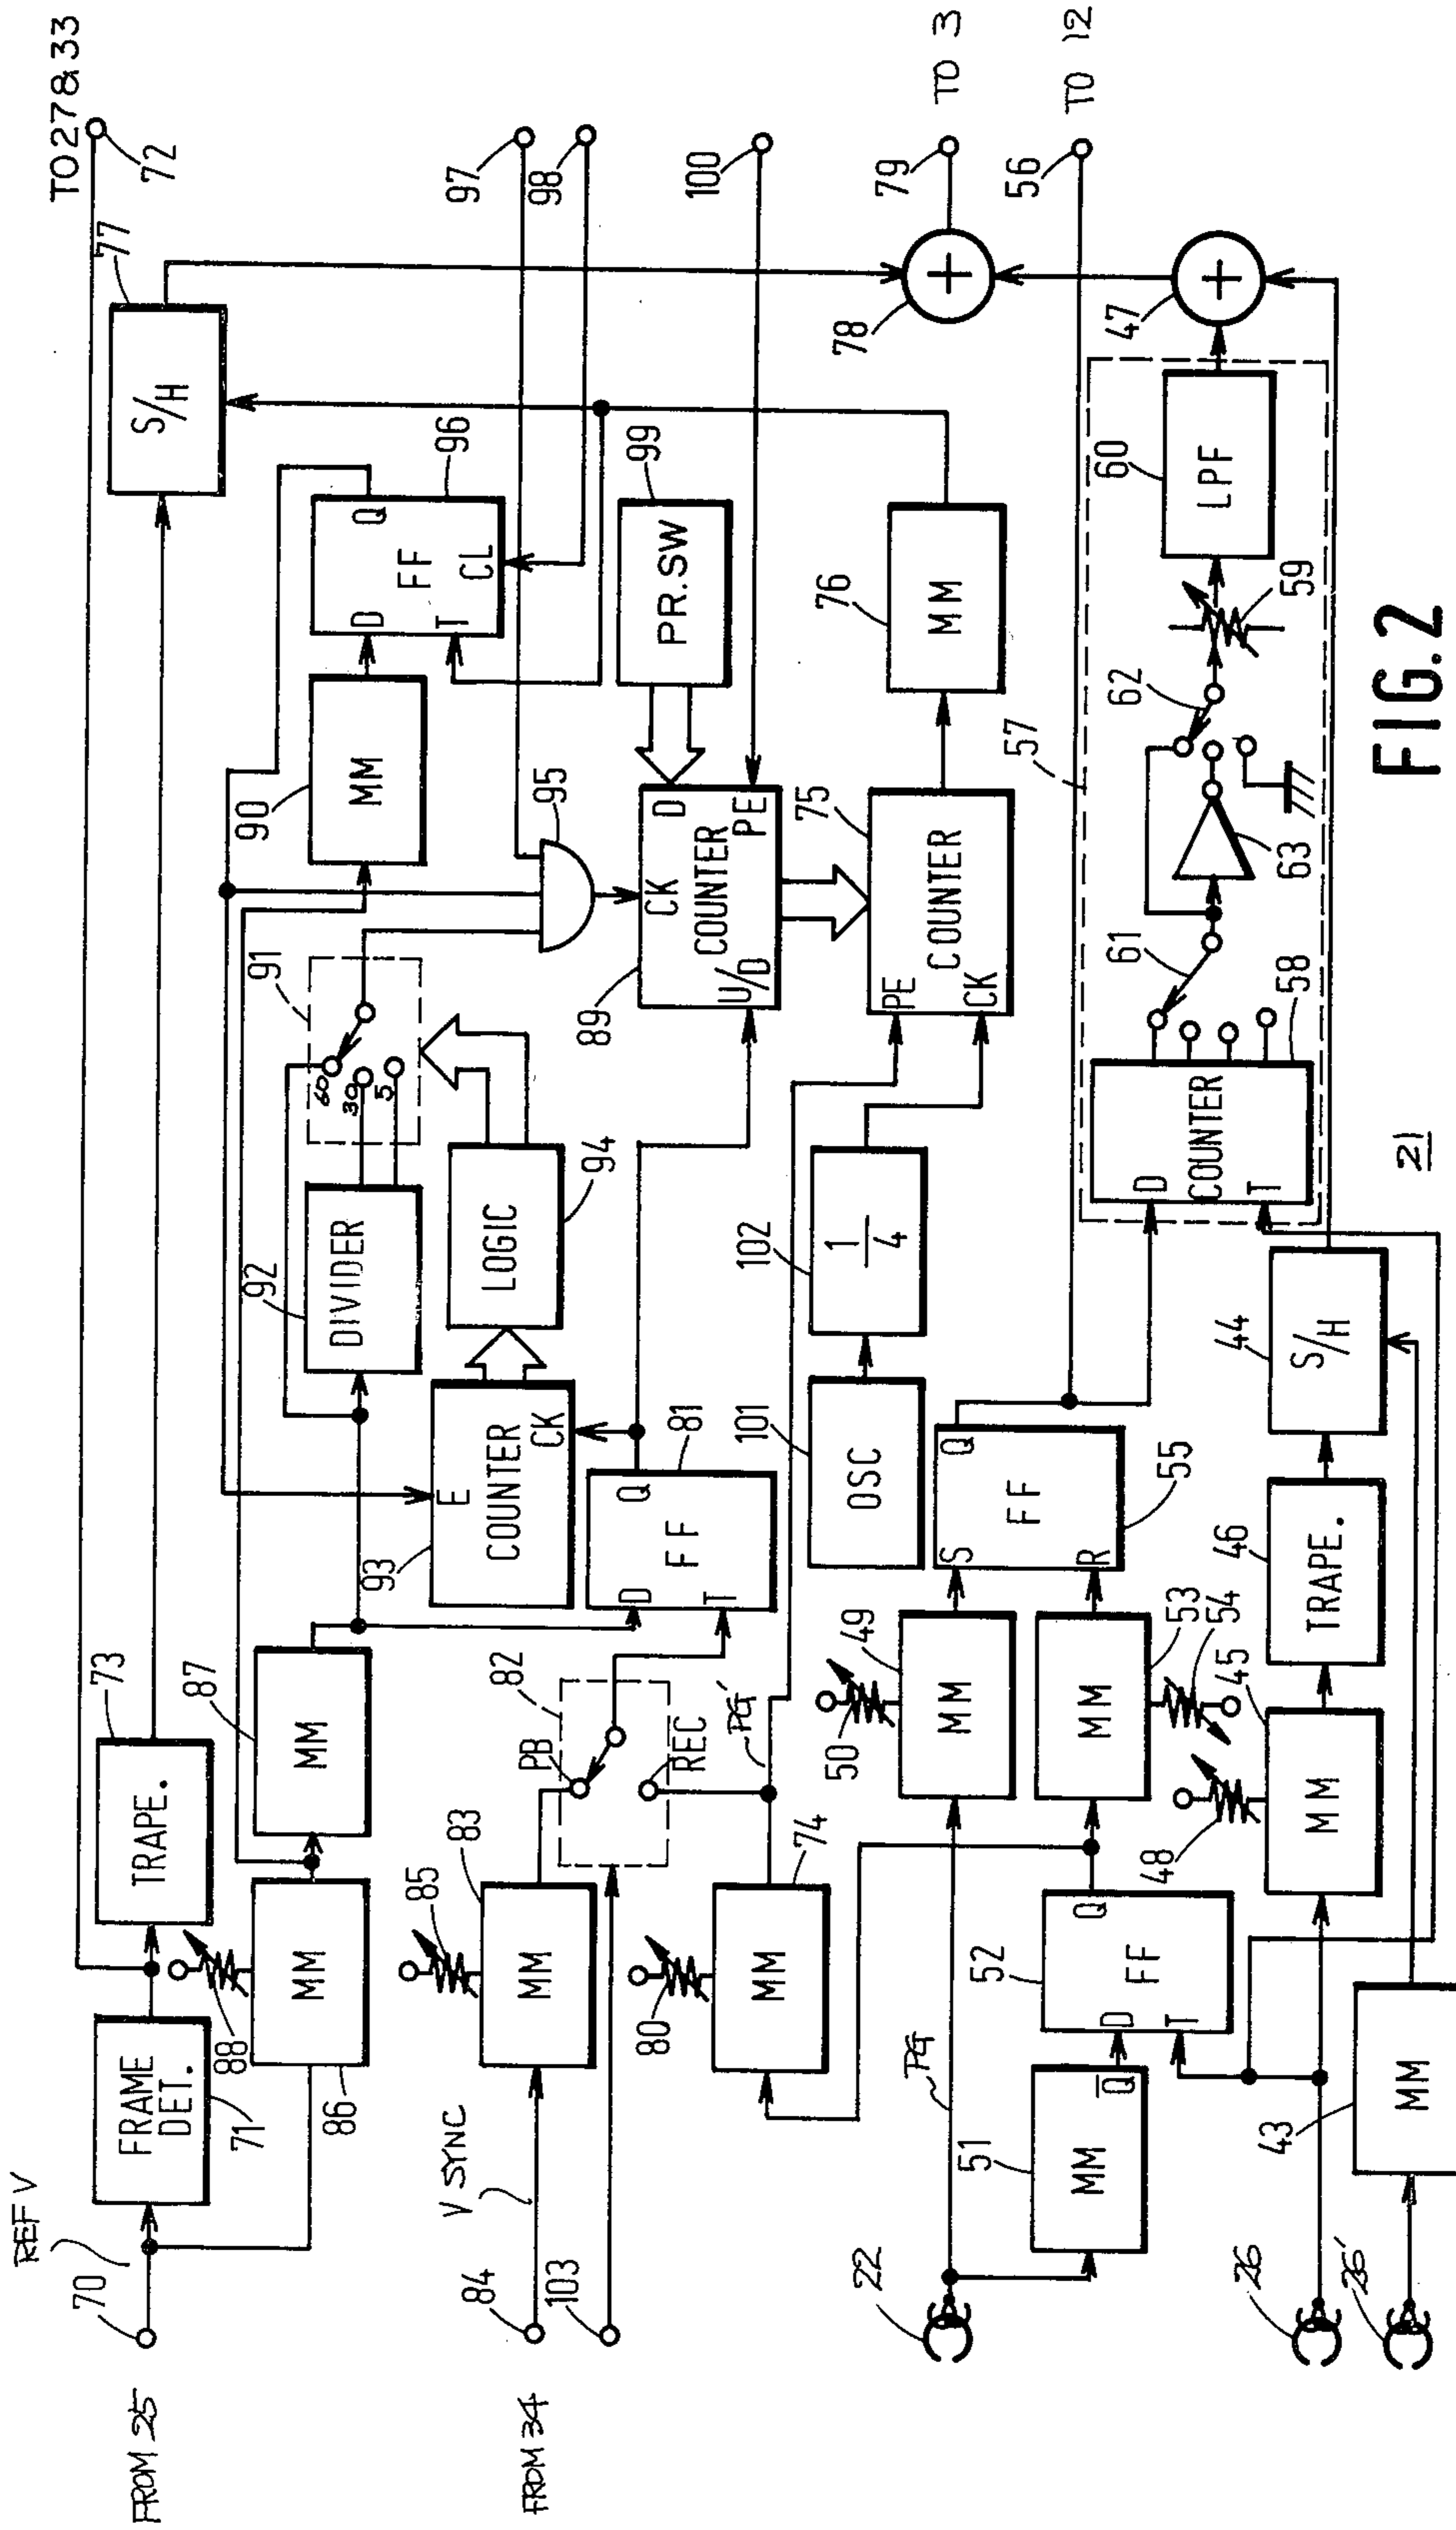 REF V
FROM 25
70
FRAME DET.
71
TRAPE.
73
TO 27 & 33
72
S/H
77
88
MM
86
MM
87
DIVIDER
92
60
30
5
91
MM
90
D
Q
FF
T
CL
96
97
98
E
COUNTER
CK
93
LOGIC
94
95
PR.SW
99
V SYNC
FROM 34
84
103
85
MM
83
PB
REC
82
D
Q
FF
T
81
CK
D
COUNTER
U/D
PE
89
100
80
MM
74
PG'
OSC
101
1/4
102
PE
COUNTER
CK
75
MM
76
78
+
79
TO 3
22
PG
MM
Q̅
51
D
Q
FF
T
52
50
MM
49
MM
53
54
S
Q
FF
R
55
56
TO 12
57
D
COUNTER
T
58
61
63
62
59
LPF
60
+
47
26
26'
MM
43
48
MM
45
TRAPE.
46
S/H
44
21
FIG. 2